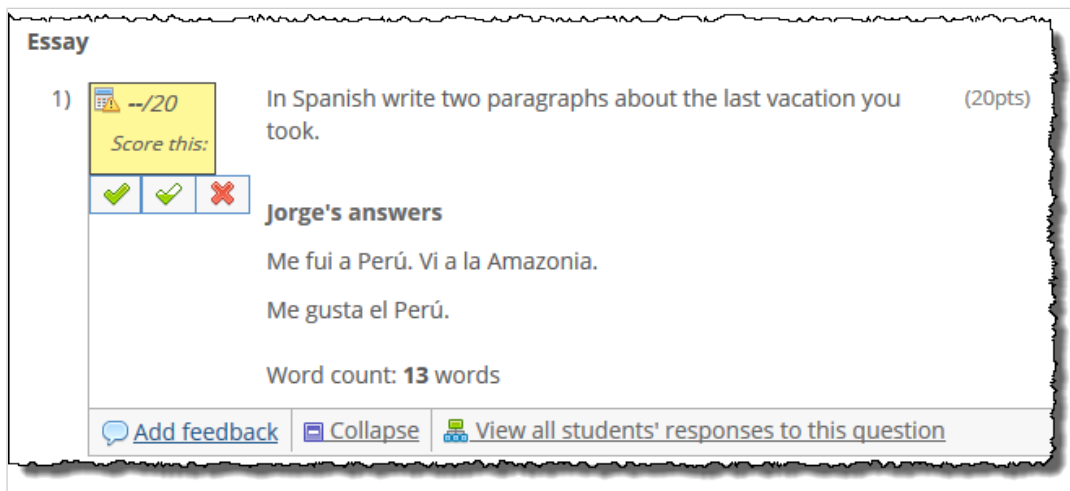 Essay
1) --/20 In Spanish write two paragraphs about the last vacation you (20pts)
took.
Score this:
Jorge's answers
Me fui a Perú. Vi a la Amazonia.
Me gusta el Perú.
Word count: 13 words
Add feedback Collapse View all students' responses to this question